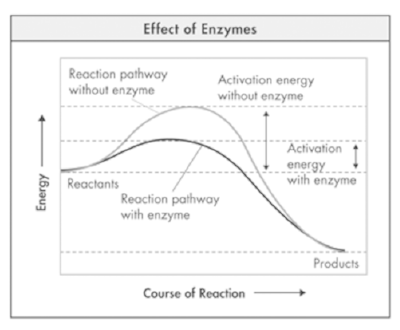 Effect of Enzymes
Reaction pathway
without enzyme
Activation energy
without enzyme
Activation
energy
with enzyme
Reactants
Reaction pathway
with enzyme
Energy
Products
Course of Reaction